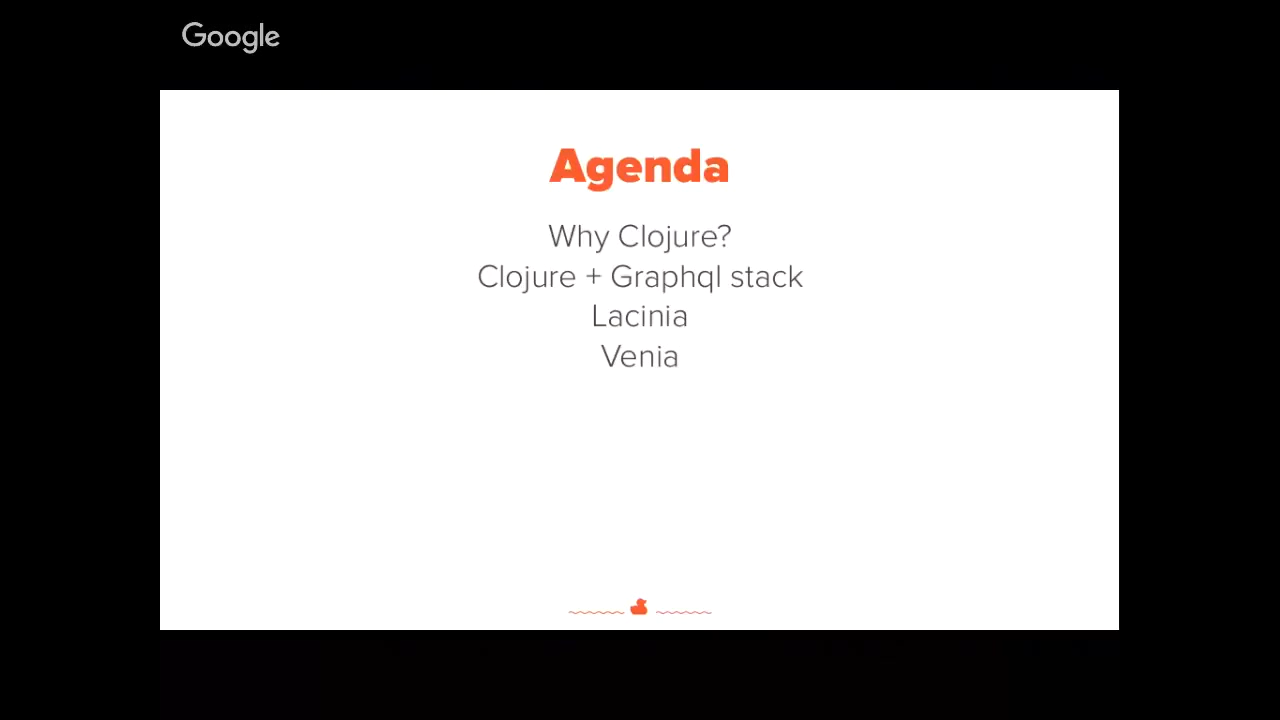 Google
Agenda
Why Clojure?
Clojure + Graphql stack
Lacinia
Venia